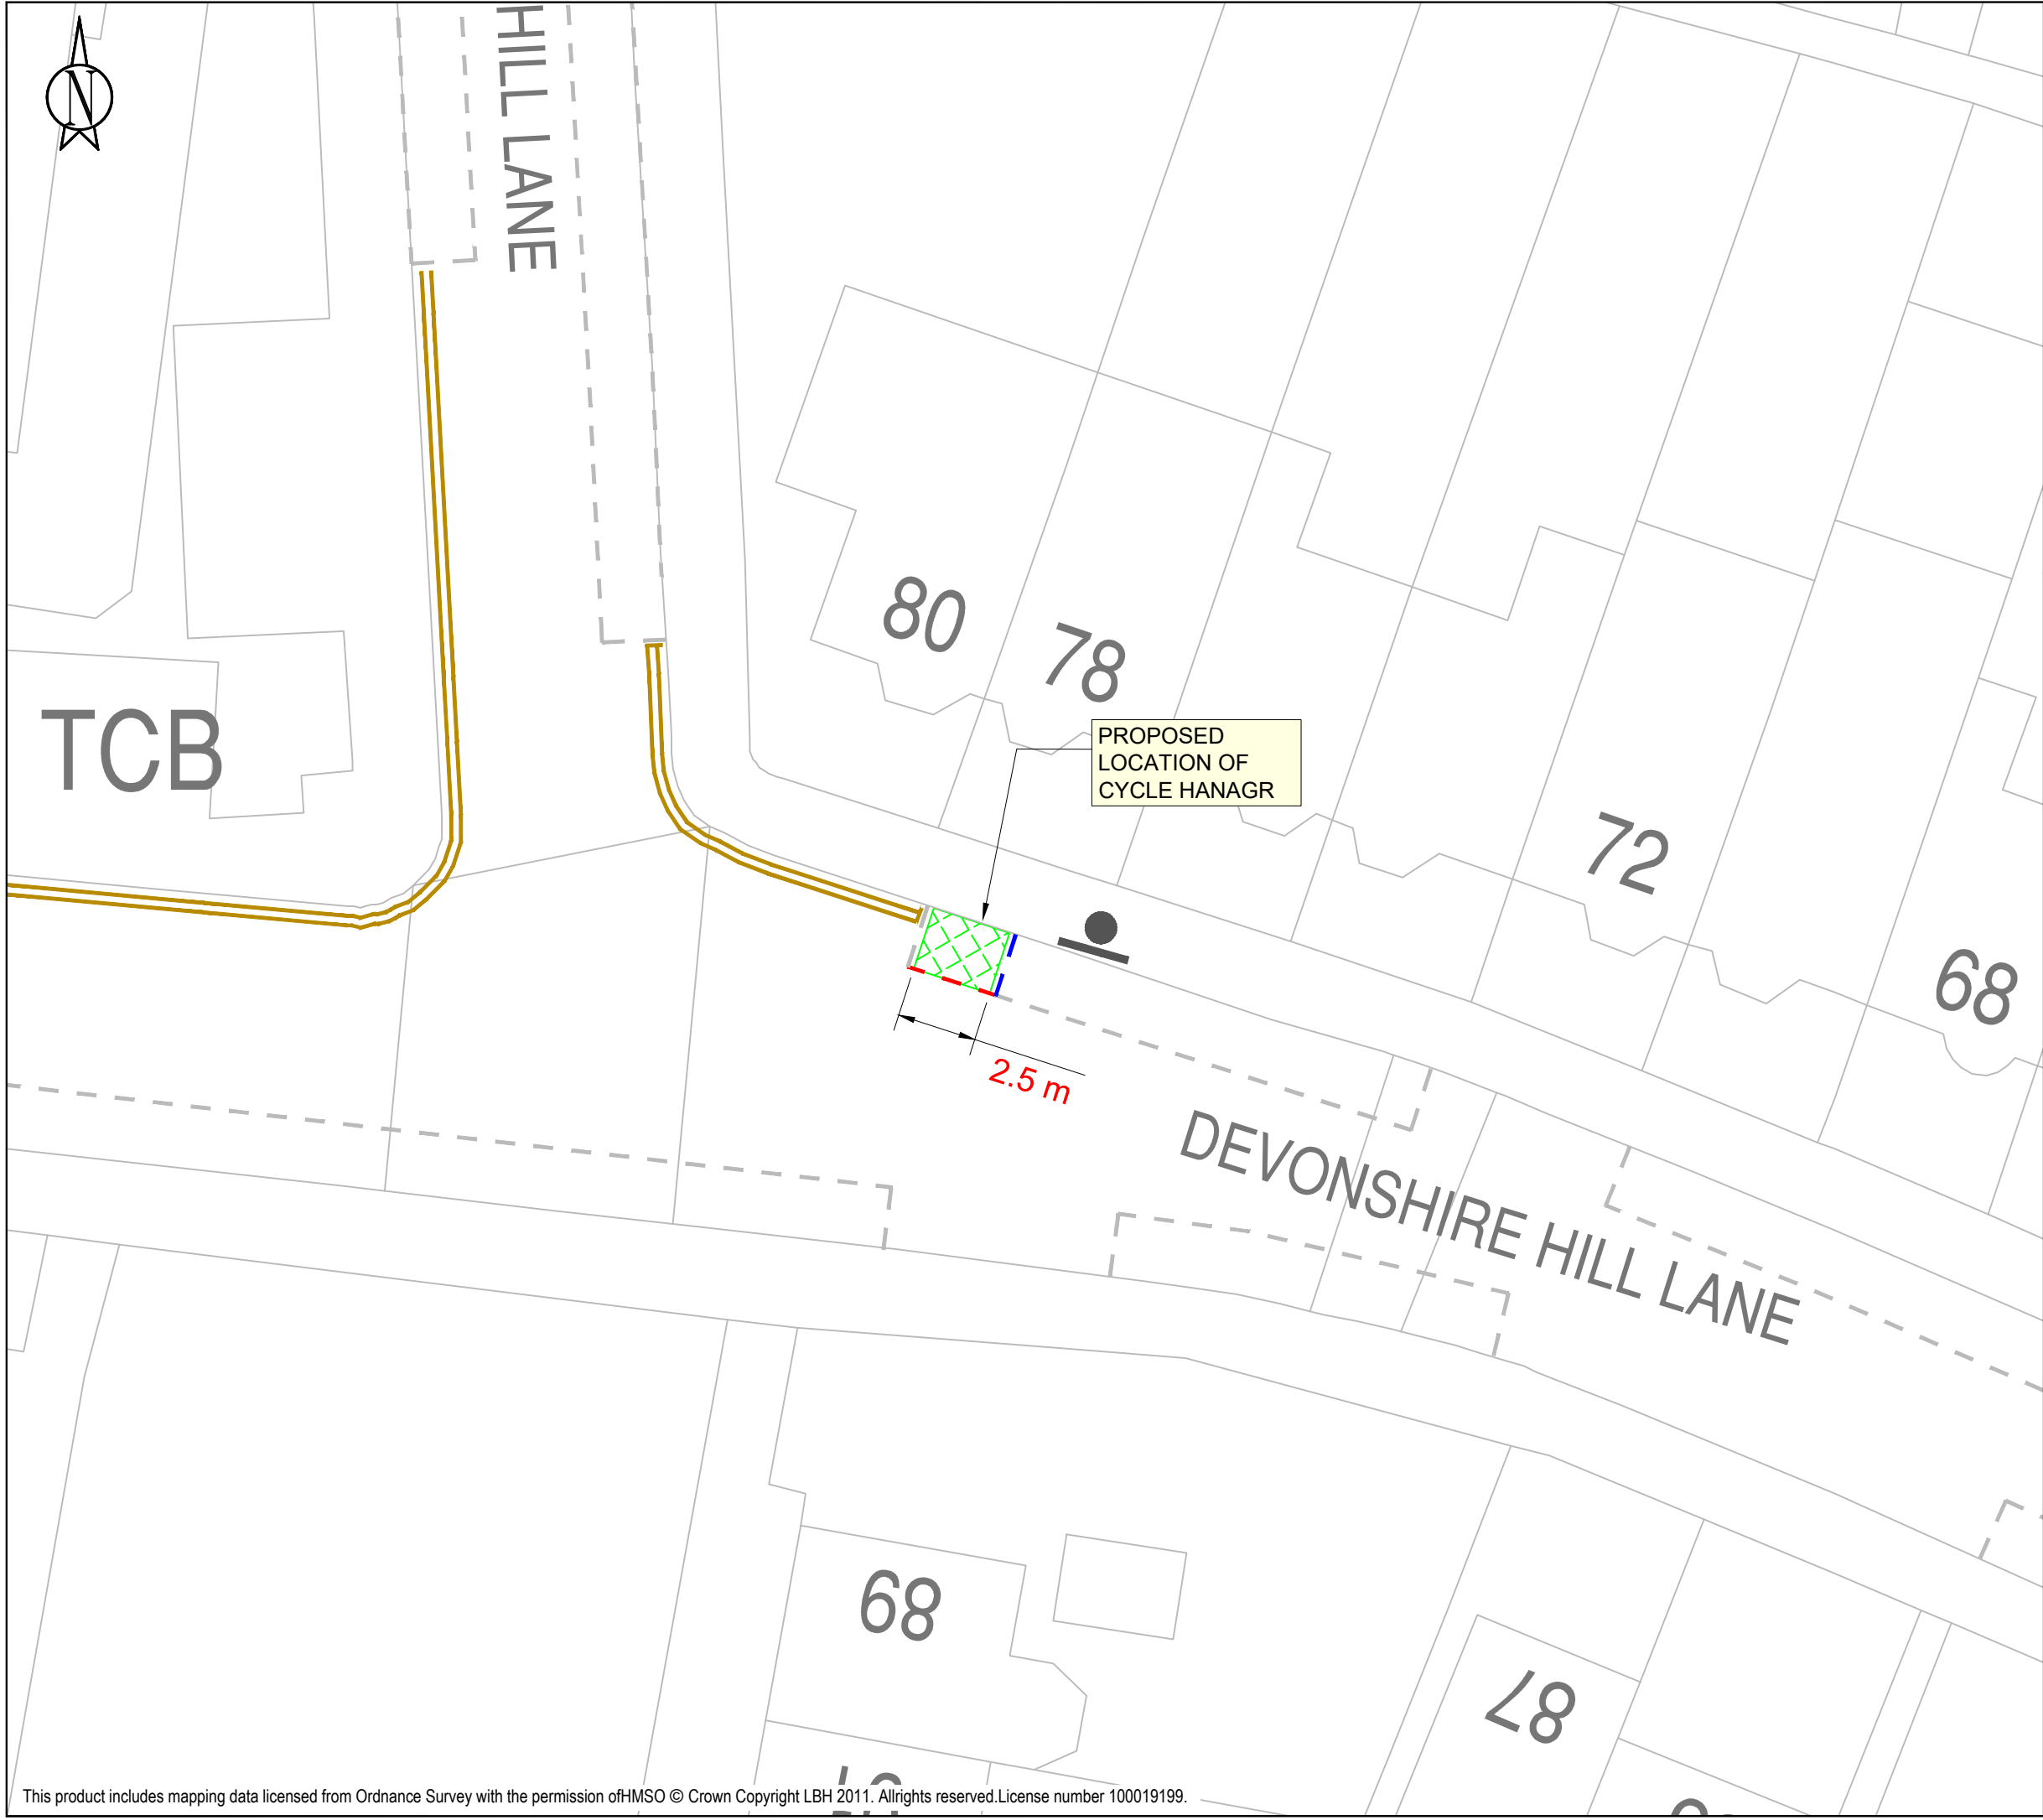 N
HILL LANE
80
78
PROPOSED
LOCATION OF
CYCLE HANAGR
TCB
72
68
2.5 m
DEVONSHIRE HILL LANE
89
87
This product includes mapping data licensed from Ordnance Survey with the permission ofHMSO © Crown Copyright LBH 2011. Allrights reserved.License number 100019199.